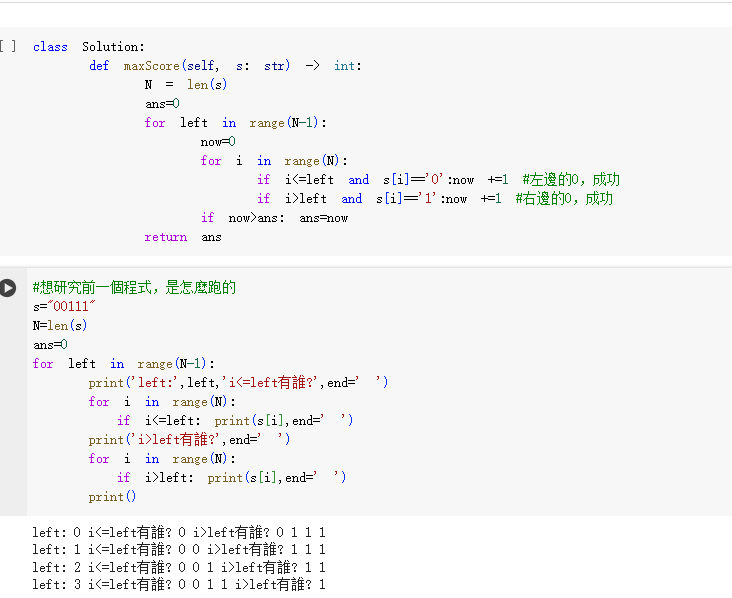 [ ] class Solution:
def maxScore(self, s: str) -> int:
N = len(s)
ans=0
for left in range(N-1):
now=0
for i in range(N):
if i<=left and s[i]=='0':now +=1 #左邊的0，成功
if i>left and s[i]=='1':now +=1 #右邊的0，成功
if now>ans: ans=now
return ans
#想研究前一個程式，是怎麼跑的
s="00111"
N=len(s)
ans=0
for left in range(N-1):
print('left:',left,'i<=left有誰?',end=' ')
for i in range(N):
if i<=left: print(s[i],end=' ')
print('i>left有誰?',end=' ')
for i in range(N):
if i>left: print(s[i],end=' ')
print()
left: 0 i<=left有誰? 0 i>left有誰? 0 1 1 1
left: 1 i<=left有誰? 0 0 i>left有誰? 1 1 1
left: 2 i<=left有誰? 0 0 1 i>left有誰? 1 1
left: 3 i<=left有誰? 0 0 1 1 i>left有誰? 1